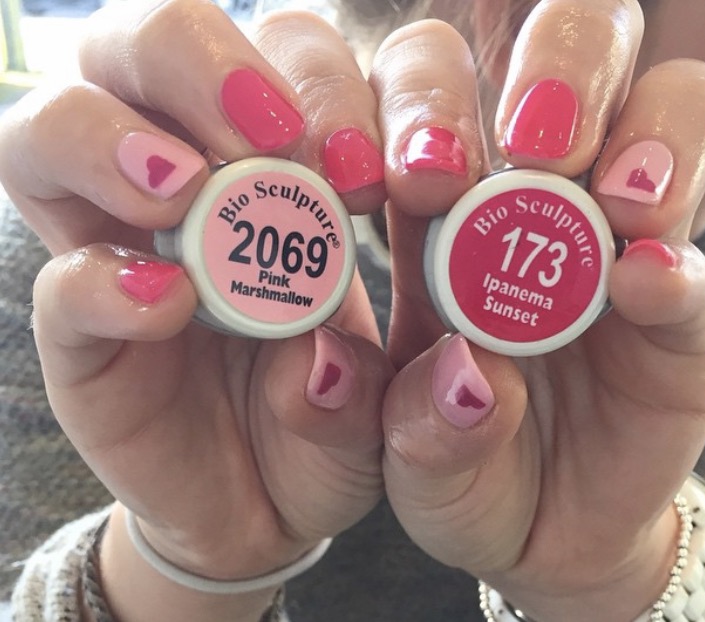 Bio Sculpture®
2069
Pink
Marshmallow
Bio Sculpture
173
Ipanema
Sunset